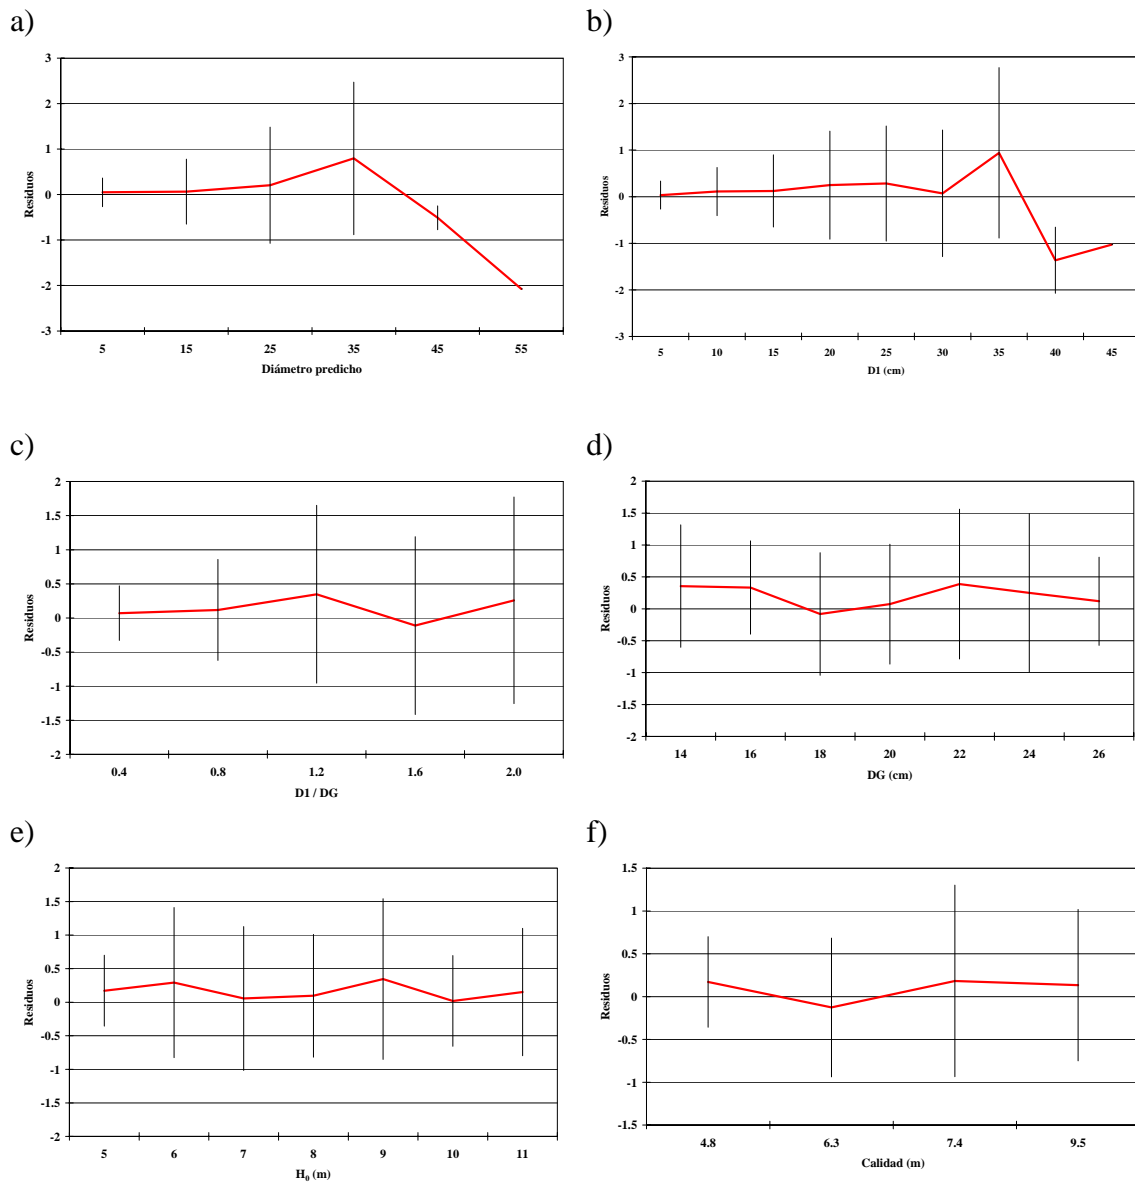 a)
3
2
1
0
-1
-2
-3
Residuos
5 15 25 35 45 55
Diámetro predicho
b)
3
2
1
0
-1
-2
-3
Residuos
5 10 15 20 25 30 35 40 45
D1 (cm)
c)
2
1.5
1
0.5
0
-0.5
-1
-1.5
-2
Residuos
0.4 0.8 1.2 1.6 2.0
D1 / DG
d)
2
1.5
1
0.5
0
-0.5
-1
-1.5
-2
Residuos
14 16 18 20 22 24 26
DG (cm)
e)
2
1.5
1
0.5
0
-0.5
-1
-1.5
-2
Residuos
5 6 7 8 9 10 11
H₀ (m)
f)
1.5
1
0.5
0
-0.5
-1
-1.5
Residuos
4.8 6.3 7.4 9.5
Calidad (m)